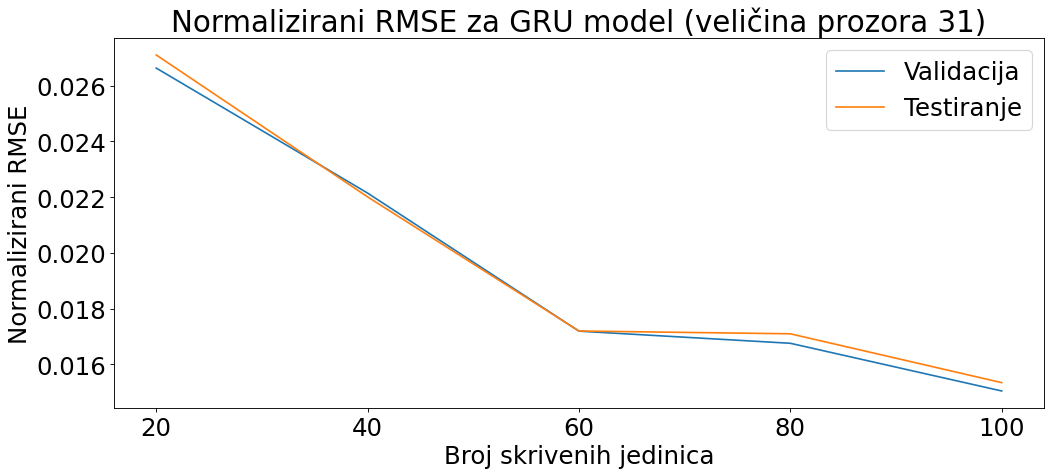 Normalizirani RMSE za GRU model (veličina prozora 31)
Validacija
Testiranje
Normalizirani RMSE
0.026
0.024
0.022
0.020
0.018
0.016
20 40 60 80 100
Broj skrivenih jedinica